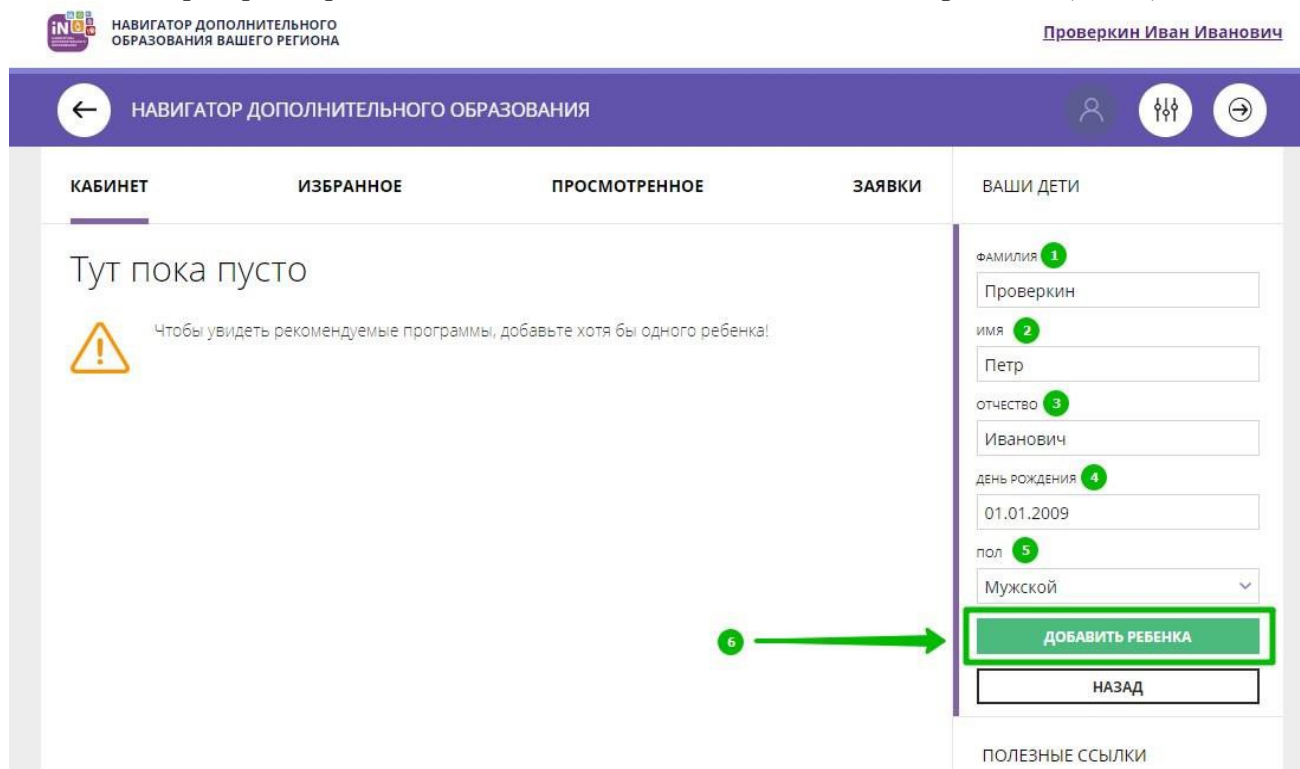 НАВИГАТОР ДОПОЛНИТЕЛЬНОГО
ОБРАЗОВАНИЯ ВАШЕГО РЕГИОНА
Проверкин Иван Иванович
НАВИГАТОР ДОПОЛНИТЕЛЬНОГО ОБРАЗОВАНИЯ
КАБИНЕТ ИЗБРАННОЕ ПРОСМОТРЕННОЕ ЗАЯВКИ
Тут пока пусто
Чтобы увидеть рекомендуемые программы, добавьте хотя бы одного ребенка!
ВАШИ ДЕТИ
ФАМИЛИЯ 1
Проверкин
ИМЯ 2
Петр
ОТЧЕСТВО 3
Иванович
ДЕНЬ РОЖДЕНИЯ 4
01.01.2009
ПОЛ 5
Мужской
6
ДОБАВИТЬ РЕБЕНКА
НАЗАД
ПОЛЕЗНЫЕ ССЫЛКИ